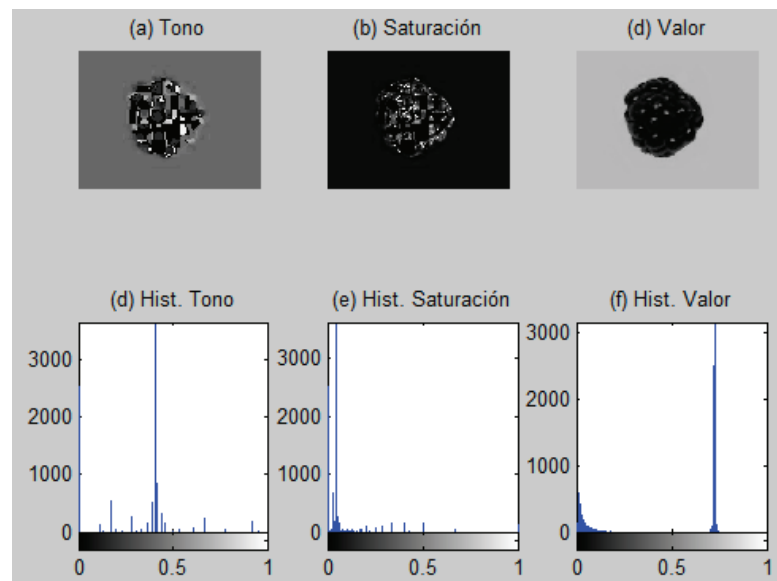 (a) Tono (b) Saturación (d) Valor
(d) Hist. Tono (e) Hist. Saturación (f) Hist. Valor
3000 3000 3000
2000 2000 2000
1000 1000 1000
0 0 0
0 0.5 1 0 0.5 1 0 0.5 1